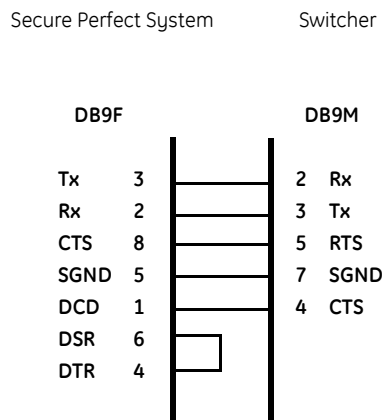 Secure Perfect System Switcher
DB9F DB9M
Tx 3 2 Rx
Rx 2 3 Tx
CTS 8 5 RTS
SGND 5 7 SGND
DCD 1 4 CTS
DSR 6
DTR 4